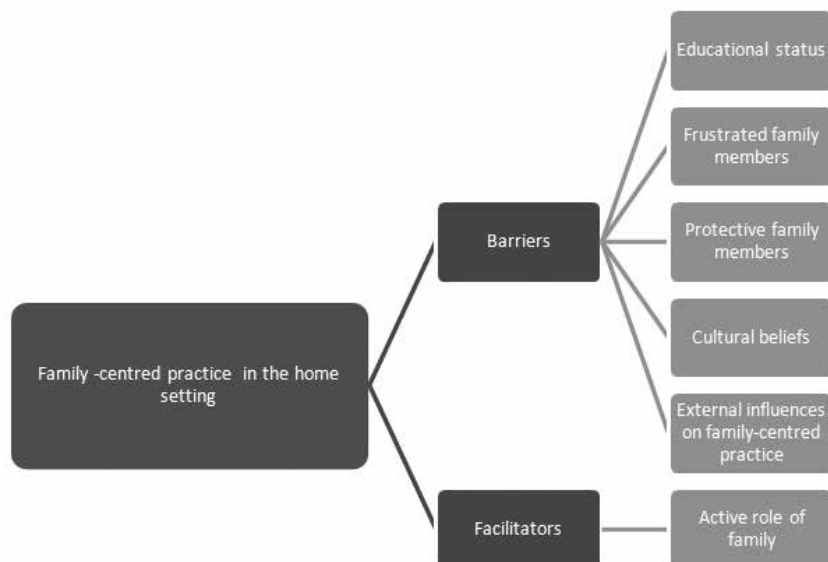 Family -centred practice in the home
setting
Barriers
Facilitators
Educational status
Frustrated family
members
Protective family
members
Cultural beliefs
External influences
on family-centred
practice
Active role of
family